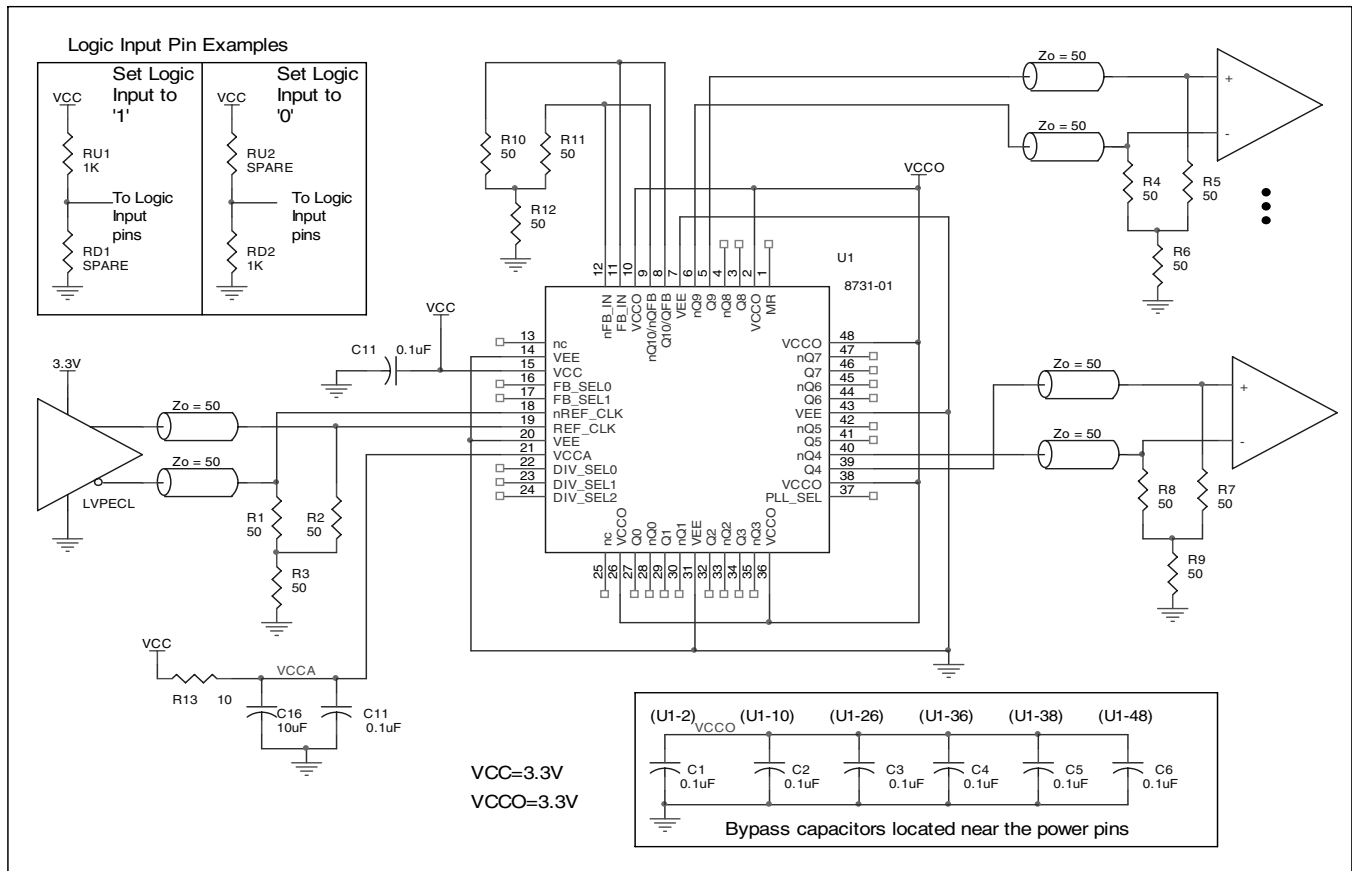 Logic Input Pin Examples
Set Logic
Input to
'1'
VCC
RU1
1K
To Logic
Input
pins
RD1
SPARE
Set Logic
Input to
'0'
VCC
RU2
SPARE
To Logic
Input
pins
RD2
1K
R10
50
R11
50
R12
50
VCCO
Zo = 50
Zo = 50
+
-
R4
50
R5
50
R6
50
U1
8731-01
12
11
10
9
8
7
6
5
4
3
2
1
nFB_IN
FB_IN
VCCO
nQ10/nQFB
Q10/QFB
VEE
nQ9
Q9
nQ8
Q8
VCCO
MR
VCC
C11
0.1uF
13 nc
14 VEE
15 VCC
16 FB_SEL0
17 FB_SEL1
18 nREF_CLK
19 REF_CLK
20 VEE
21 VCCA
22 DIV_SEL0
23 DIV_SEL1
24 DIV_SEL2
VCCO 48
nQ7 47
Q7 46
nQ6 45
Q6 44
VEE 43
nQ5 42
Q5 41
nQ4 40
Q4 39
VCCO 38
PLL_SEL 37
nc
VCCO
Q0
nQ0
Q1
nQ1
VEE
Q2
nQ2
Q3
nQ3
VCCO
25
26
27
28
29
30
31
32
33
34
35
36
3.3V
Zo = 50
Zo = 50
LVPECL
R1
50
R2
50
R3
50
Zo = 50
Zo = 50
+
-
R8
50
R7
50
R9
50
VCC
R13 10
VCCA
C16
10uF
C11
0.1uF
VCC=3.3V
VCCO=3.3V
(U1-2) (U1-10) (U1-26) (U1-36) (U1-38) (U1-48)
VCCO
C1
0.1uF
C2
0.1uF
C3
0.1uF
C4
0.1uF
C5
0.1uF
C6
0.1uF
Bypass capacitors located near the power pins